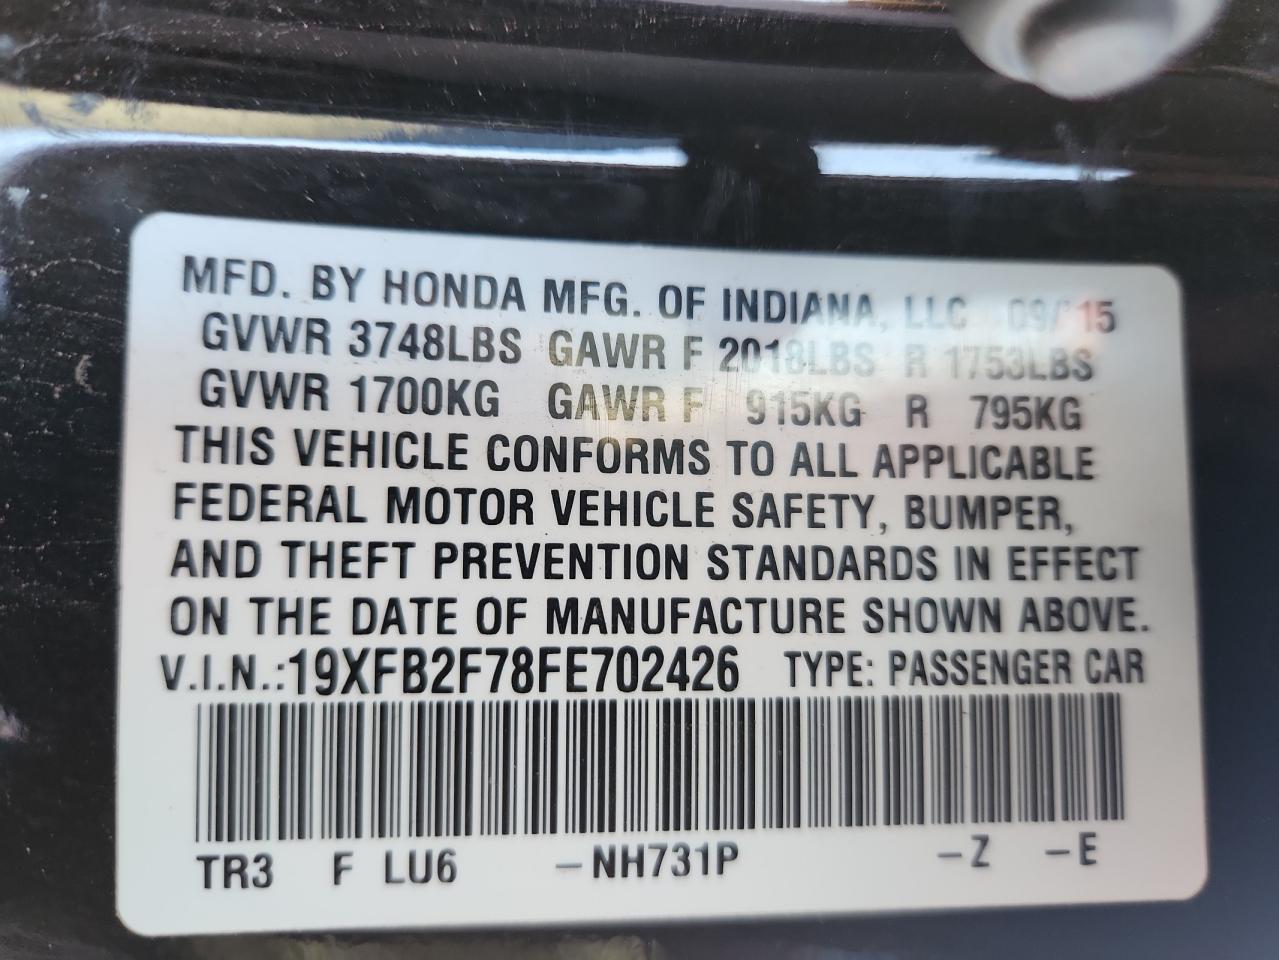 MFD. BY HONDA MFG. OF INDIANA, LLC 09/15
GVWR 3748LBS GAWR F 2018LBS R 1753LBS
GVWR 1700KG GAWR F 915KG R 795KG
THIS VEHICLE CONFORMS TO ALL APPLICABLE
FEDERAL MOTOR VEHICLE SAFETY, BUMPER,
AND THEFT PREVENTION STANDARDS IN EFFECT
ON THE DATE OF MANUFACTURE SHOWN ABOVE.
V.I.N.:19XFB2F78FE702426 TYPE: PASSENGER CAR
TR3 F LU6 -NH731P -Z -E